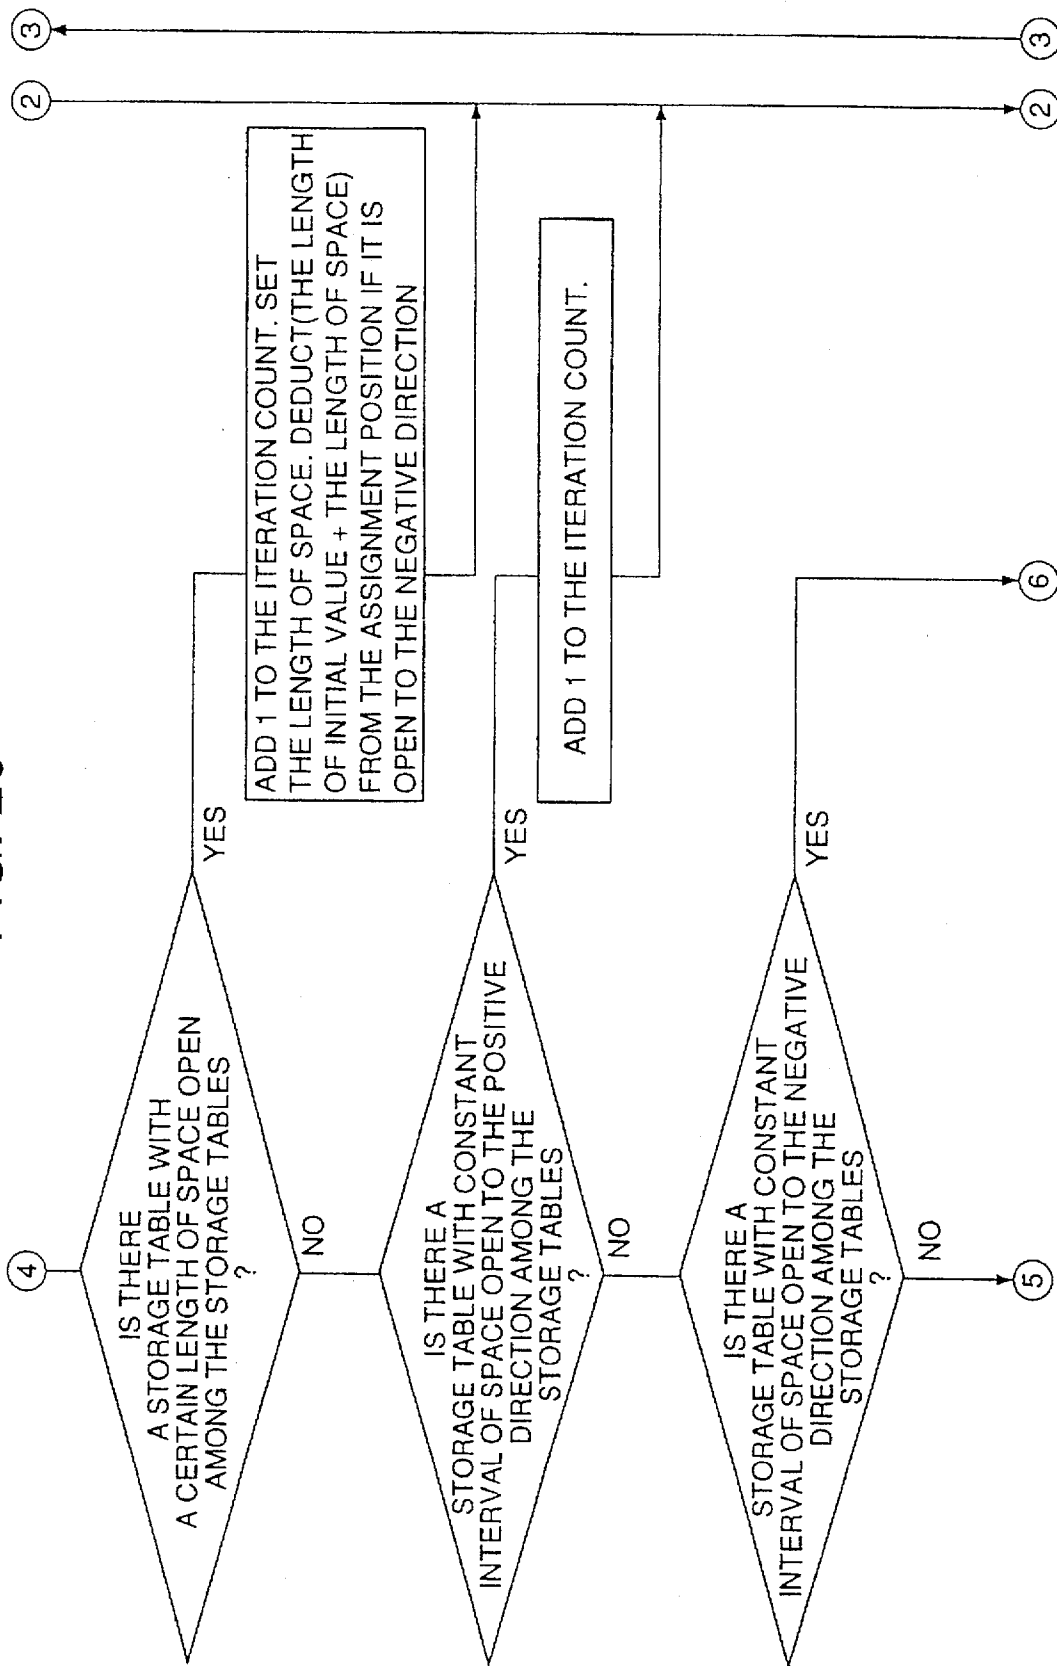 4
2
3
IS THERE
A STORAGE TABLE WITH
A CERTAIN LENGTH OF SPACE OPEN
AMONG THE STORAGE TABLES
?
YES
NO
ADD 1 TO THE ITERATION COUNT. SET
THE LENGTH OF SPACE. DEDUCT(THE LENGTH
OF INITIAL VALUE + THE LENGTH OF SPACE)
FROM THE ASSIGNMENT POSITION IF IT IS
OPEN TO THE NEGATIVE DIRECTION
IS THERE A
STORAGE TABLE WITH CONSTANT
INTERVAL OF SPACE OPEN TO THE POSITIVE
DIRECTION AMONG THE
STORAGE TABLES
?
YES
NO
ADD 1 TO THE ITERATION COUNT.
IS THERE A
STORAGE TABLE WITH CONSTANT
INTERVAL OF SPACE OPEN TO THE NEGATIVE
DIRECTION AMONG THE
STORAGE TABLES
?
YES
NO
5
6
2
3